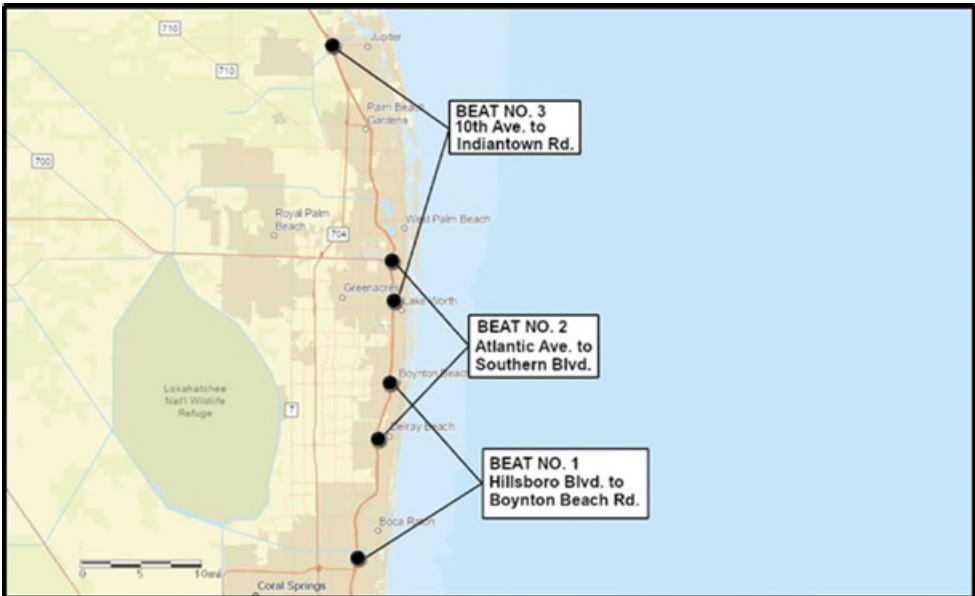 710
Jupiter
710
BEAT NO. 3
10th Ave. to
Indiantown Rd.
Palm Beach
Gardens
700
Royal Palm
Beach
West Palm Beach
704
Greenacres
Lake Worth
BEAT NO. 2
Atlantic Ave. to
Southern Blvd.
Boynton Beach
Loxahatchee
Nat'l Wildlife
Refuge
7
Delray Beach
BEAT NO. 1
Hillsboro Blvd. to
Boynton Beach Rd.
Boca Raton
0 5 10mi
Coral Springs